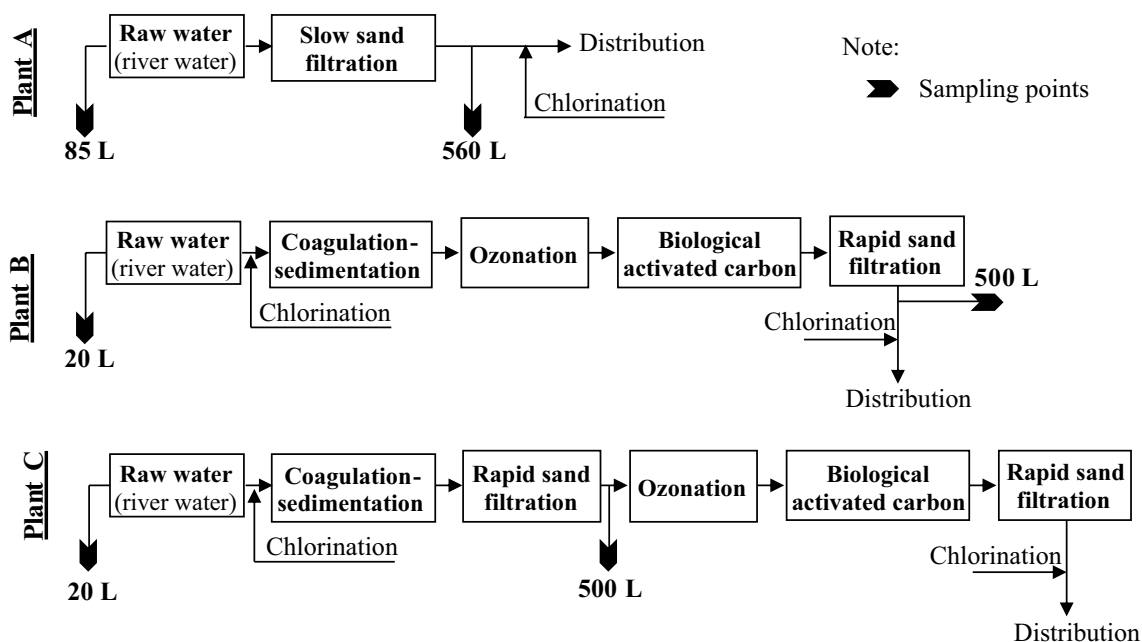 Plant A
Raw water
(river water)
Slow sand
filtration
Distribution
Chlorination
85 L
560 L
Note:
Sampling points
Plant B
Raw water
(river water)
Coagulation-
sedimentation
Ozonation
Biological
activated carbon
Rapid sand
filtration
500 L
Chlorination
Chlorination
20 L
Distribution
Plant C
Raw water
(river water)
Coagulation-
sedimentation
Rapid sand
filtration
Ozonation
Biological
activated carbon
Rapid sand
filtration
Chlorination
Chlorination
20 L
500 L
Distribution